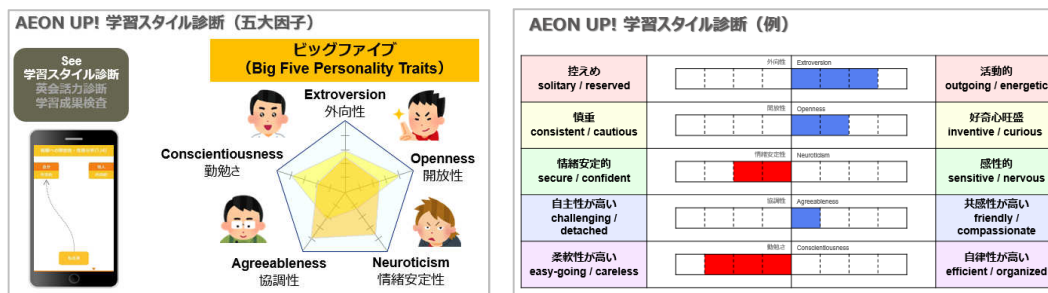 AEON UP! 学習スタイル診断（五大因子）
See
学習スタイル診断
英会話力診断
学習成果検査
ビッグファイブ
（Big Five Personality Traits）
Extroversion
外向性
Conscientiousness
勤勉さ
Openness
開放性
Agreeableness
協調性
Neuroticism
情緒安定性
AEON UP! 学習スタイル診断（例）
控えめ
solitary / reserved
外向性 Extroversion
活動的
outgoing / energetic
慎重
consistent / cautious
開放性 Openness
好奇心旺盛
inventive / curious
情緒安定的
secure / confident
情緒安定性 Neuroticism
感性的
sensitive / nervous
自主性が高い
challenging /
detached
協調性 Agreeableness
共感性が高い
friendly /
compassionate
柔軟性が高い
easy-going / careless
勤勉さ Conscientiousness
自律性が高い
efficient / organized